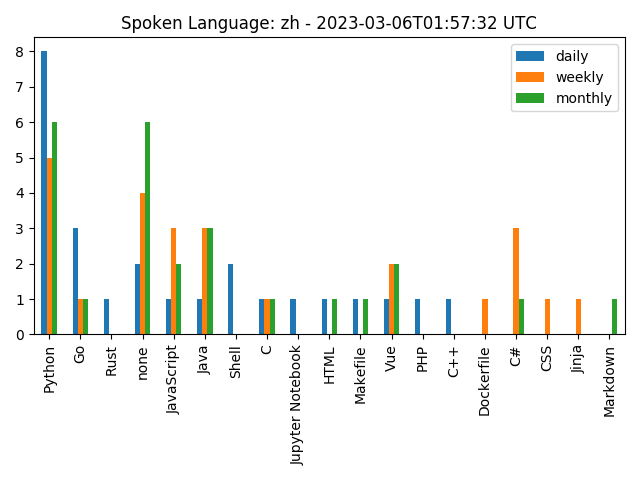 Spoken Language: zh - 2023-03-06T01:57:32 UTC
daily
weekly
monthly
8
7
6
5
4
3
2
1
0
Python
Go
Rust
none
JavaScript
Java
Shell
C
Jupyter Notebook
HTML
Makefile
Vue
PHP
C++
Dockerfile
C#
CSS
Jinja
Markdown